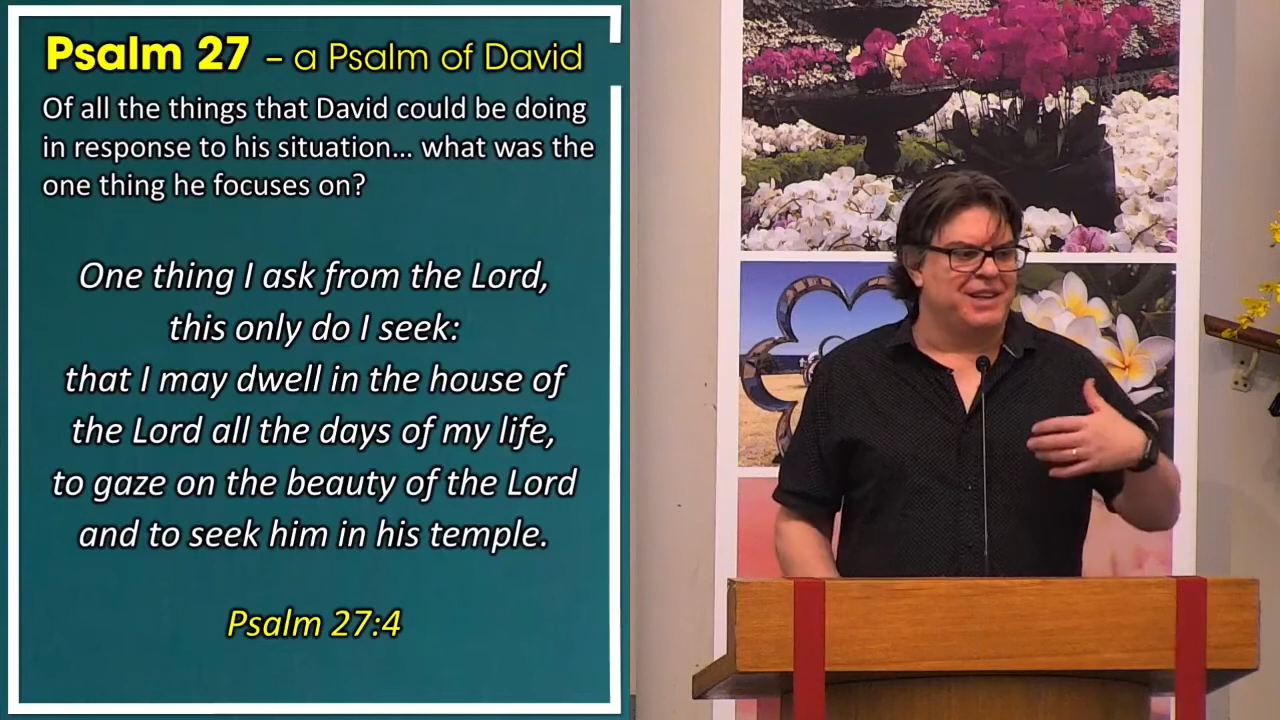 Psalm 27 – a Psalm of David
Of all the things that David could be doing
in response to his situation... what was the
one thing he focuses on?
One thing I ask from the Lord,
this only do I seek:
that I may dwell in the house of
the Lord all the days of my life,
to gaze on the beauty of the Lord
and to seek him in his temple.
Psalm 27:4